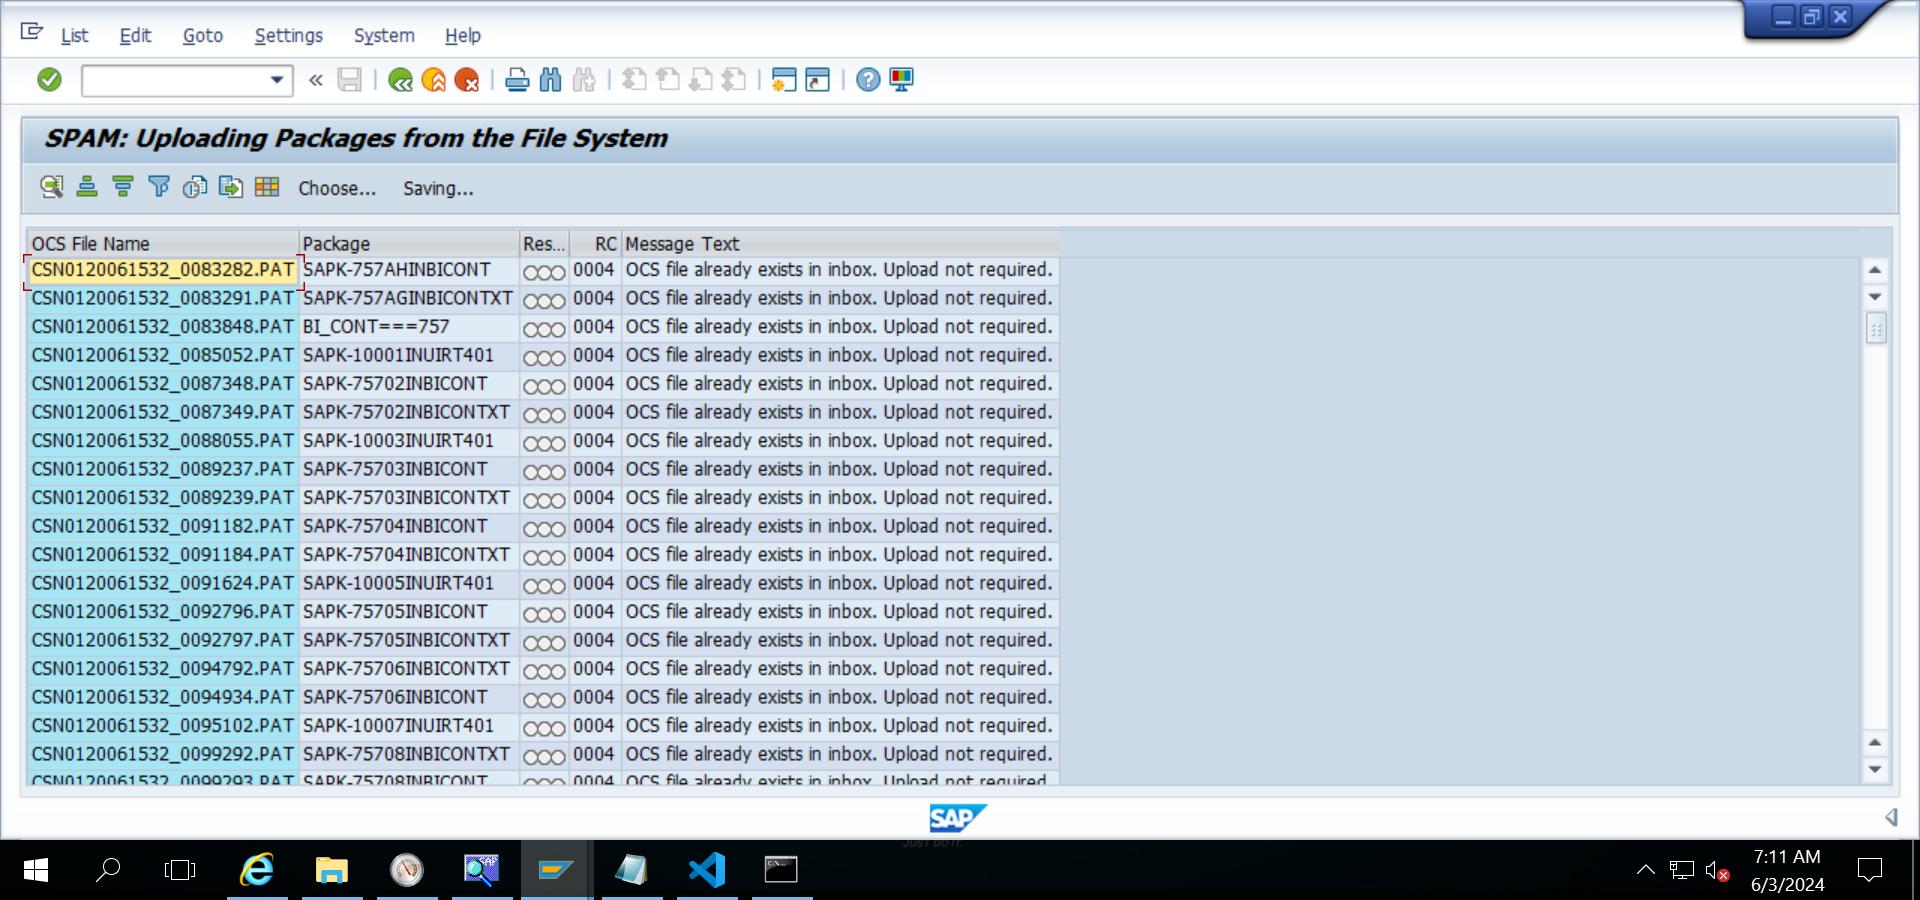 List Edit Goto Settings System Help
SPAM: Uploading Packages from the File System
Choose... Saving...
OCS File Name Package Res... RC Message Text
CSN0120061532_0083282.PAT SAPK-757AHINBICONT 0004 OCS file already exists in inbox. Upload not required.
CSN0120061532_0083291.PAT SAPK-757AGINBICONTXT 0004 OCS file already exists in inbox. Upload not required.
CSN0120061532_0083848.PAT BI_CONT===757 0004 OCS file already exists in inbox. Upload not required.
CSN0120061532_0085052.PAT SAPK-10001INUIRT401 0004 OCS file already exists in inbox. Upload not required.
CSN0120061532_0087348.PAT SAPK-75702INBICONT 0004 OCS file already exists in inbox. Upload not required.
CSN0120061532_0087349.PAT SAPK-75702INBICONTXT 0004 OCS file already exists in inbox. Upload not required.
CSN0120061532_0088055.PAT SAPK-10003INUIRT401 0004 OCS file already exists in inbox. Upload not required.
CSN0120061532_0089237.PAT SAPK-75703INBICONT 0004 OCS file already exists in inbox. Upload not required.
CSN0120061532_0089239.PAT SAPK-75703INBICONTXT 0004 OCS file already exists in inbox. Upload not required.
CSN0120061532_0091182.PAT SAPK-75704INBICONT 0004 OCS file already exists in inbox. Upload not required.
CSN0120061532_0091184.PAT SAPK-75704INBICONTXT 0004 OCS file already exists in inbox. Upload not required.
CSN0120061532_0091624.PAT SAPK-10005INUIRT401 0004 OCS file already exists in inbox. Upload not required.
CSN0120061532_0092796.PAT SAPK-75705INBICONT 0004 OCS file already exists in inbox. Upload not required.
CSN0120061532_0092797.PAT SAPK-75705INBICONTXT 0004 OCS file already exists in inbox. Upload not required.
CSN0120061532_0094792.PAT SAPK-75706INBICONTXT 0004 OCS file already exists in inbox. Upload not required.
CSN0120061532_0094934.PAT SAPK-75706INBICONT 0004 OCS file already exists in inbox. Upload not required.
CSN0120061532_0095102.PAT SAPK-10007INUIRT401 0004 OCS file already exists in inbox. Upload not required.
CSN0120061532_0099292.PAT SAPK-75708INBICONTXT 0004 OCS file already exists in inbox. Upload not required.
CSN0120061532_0099293.PAT SAPK-75708INBICONT 0004 OCS file already exists in inbox. Upload not required.
SAP
JUST DO IT.
SAP
7:11 AM
6/3/2024